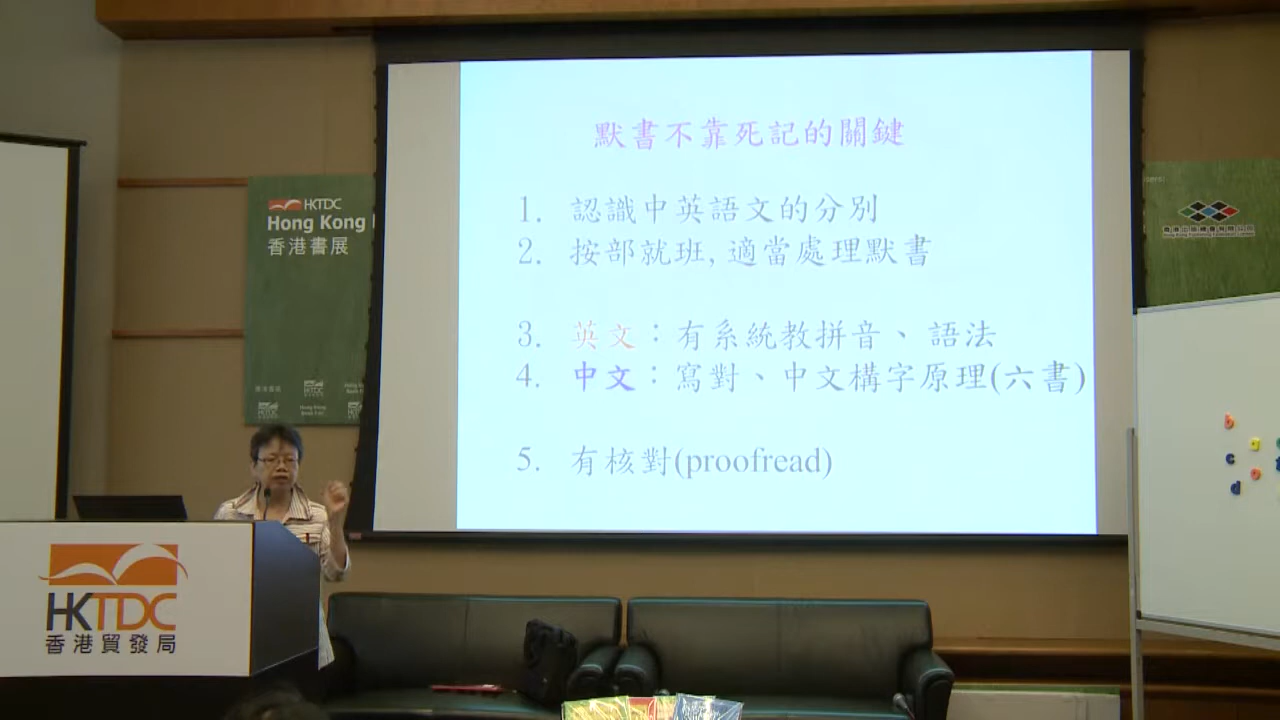 默書不靠死記的關鍵
1. 認識中英語文的分別
2. 按部就班, 適當處理默書
3. 英文：有系統教拼音、 語法
4. 中文：寫對、中文構字原理(六書)
5. 有核對(proofread)
HKTDC
Hong Kong
香港書展
HKTDC
香港貿易發展局
b
a
c
e
d